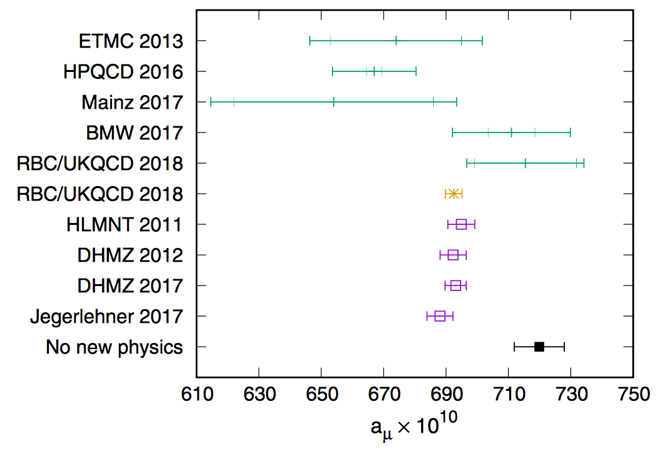 ETMC 2013
HPQCD 2016
Mainz 2017
BMW 2017
RBC/UKQCD 2018
RBC/UKQCD 2018
HLMNT 2011
DHMZ 2012
DHMZ 2017
Jegerlehner 2017
No new physics
610 630 650 670 690 710 730 750
aμ × 10¹⁰